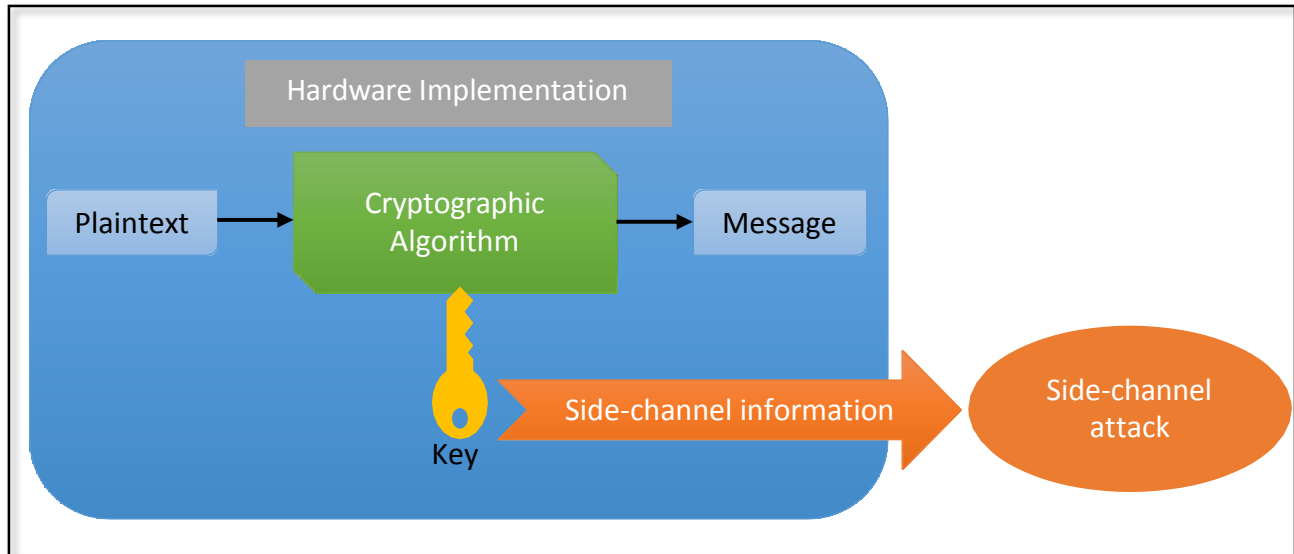 Hardware Implementation
Plaintext
Cryptographic
Algorithm
Message
Key
Side-channel information
Side-channel
attack